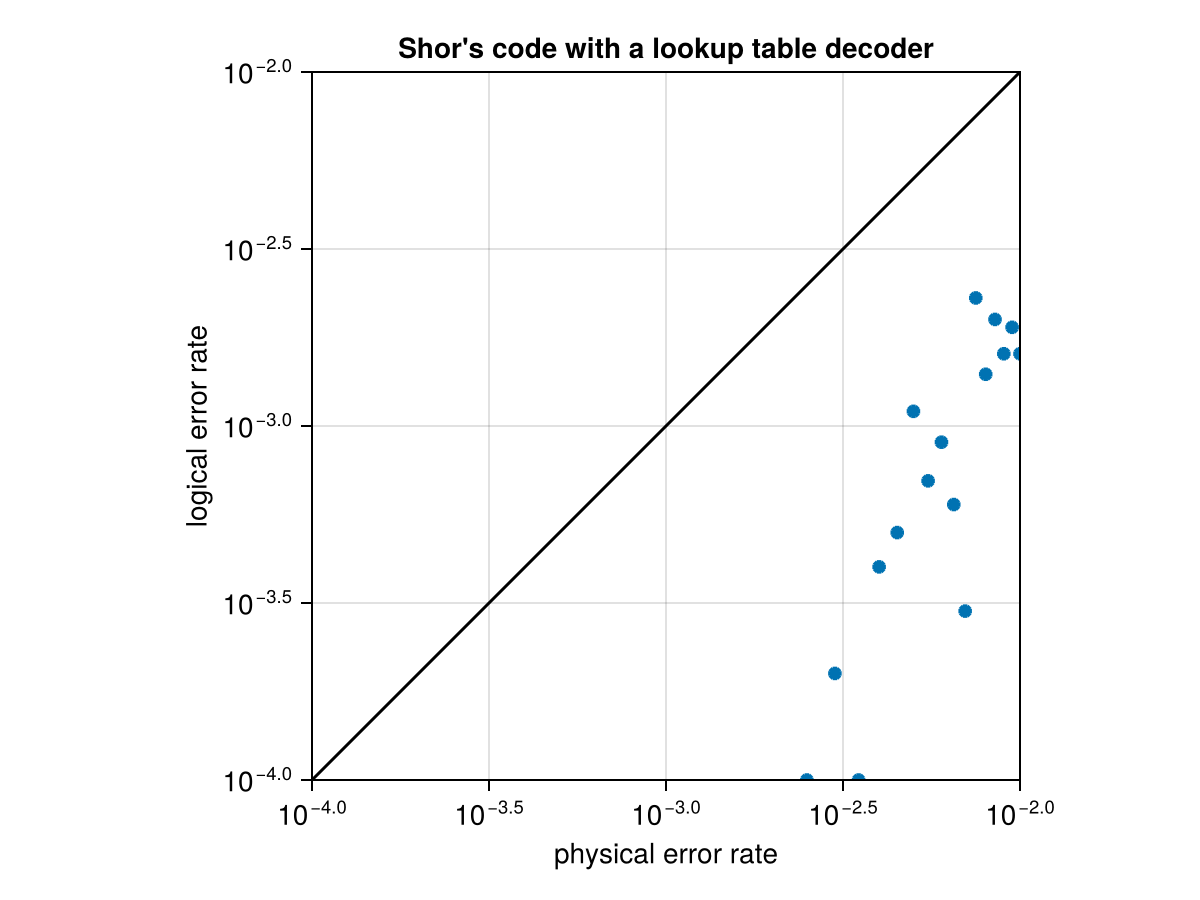 Shor's code with a lookup table decoder
10⁻²·⁰
10⁻²·⁵
10⁻³·⁰
10⁻³·⁵
10⁻⁴·⁰
logical error rate
10⁻⁴·⁰ 10⁻³·⁵ 10⁻³·⁰ 10⁻²·⁵ 10⁻²·⁰
physical error rate